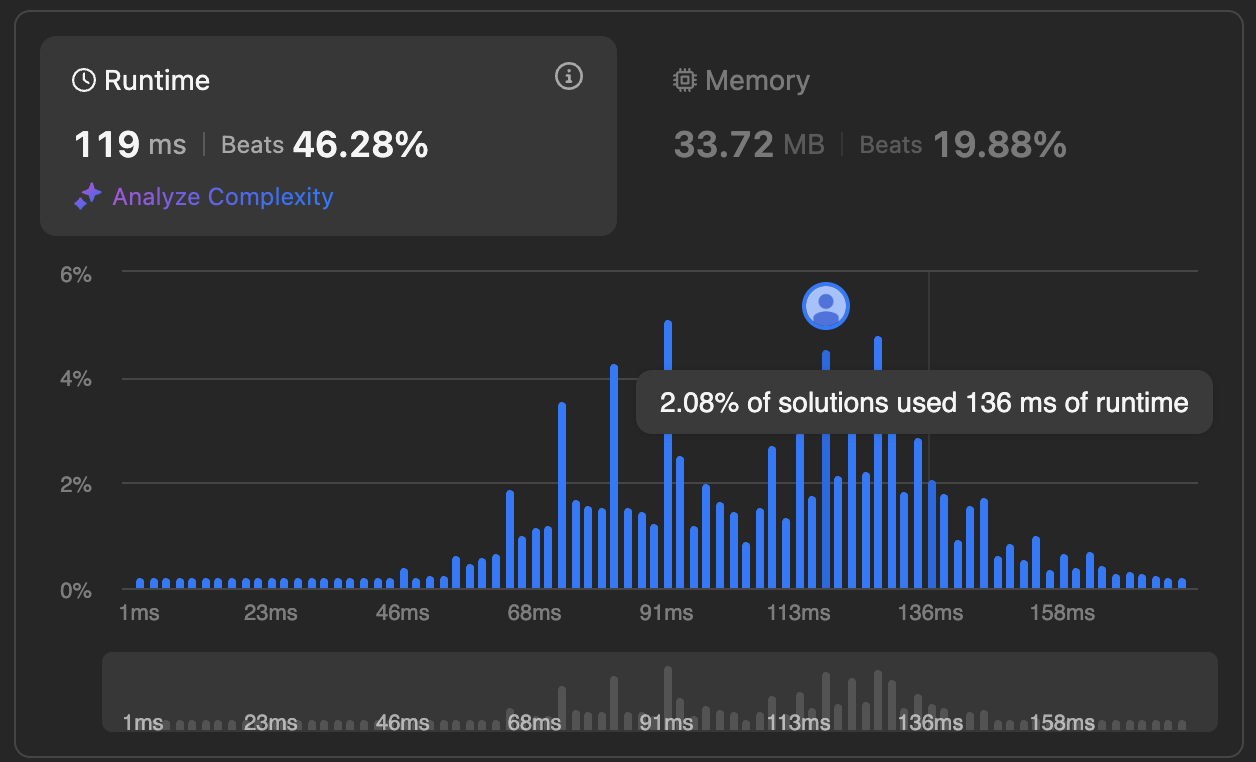 Runtime
119 ms | Beats 46.28%
Analyze Complexity
Memory
33.72 MB | Beats 19.88%
6%
4%
2%
0%
2.08% of solutions used 136 ms of runtime
1ms 23ms 46ms 68ms 91ms 113ms 136ms 158ms
1ms 23ms 46ms 68ms 91ms 113ms 136ms 158ms